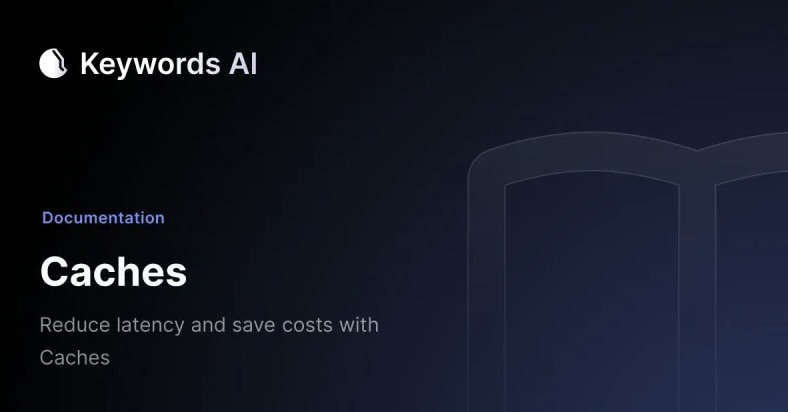 Keywords AI
Documentation
Caches
Reduce latency and save costs with
Caches